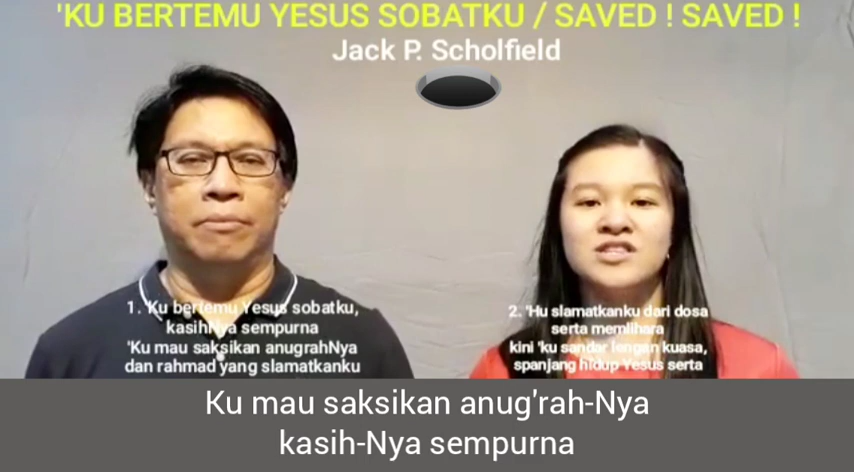 'KU BERTEMU YESUS SOBATKU / SAVED ! SAVED !
Jack P. Scholfield
1. 'Ku bertemu Yesus sobatku,
kasihNya sempurna
'Ku mau saksikan anugrahNya
dan rahmad yang slamatkanku
2. 'Hu slamatkanku dari dosa
serta memlihara
kini 'ku sandar lengan kuasa,
spanjang hidup Yesus serta
Ku mau saksikan anug'rah-Nya
kasih-Nya sempurna